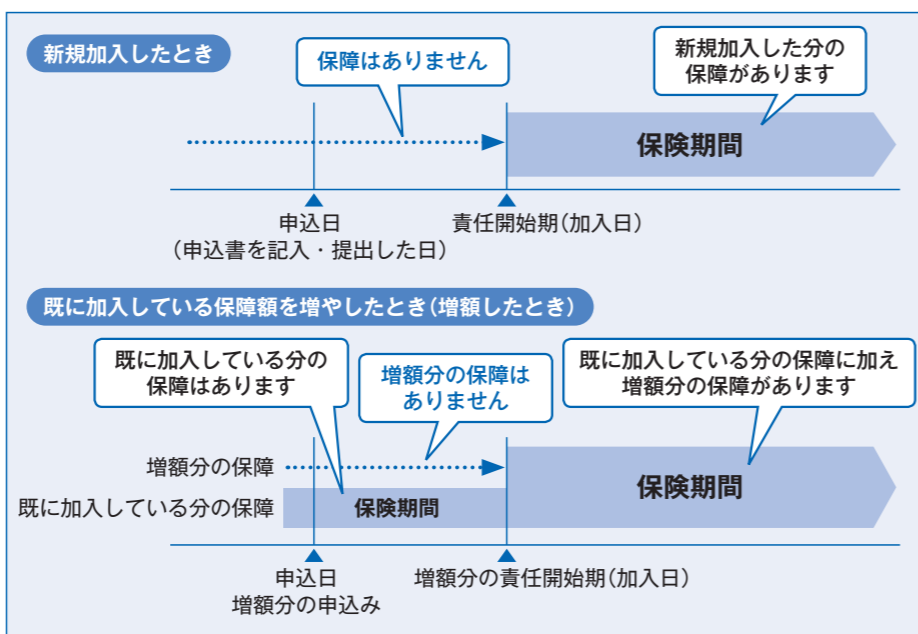 新規加入したとき
保障はありません
新規加入した分の
保障があります
保険期間
申込日
(申込書を記入・提出した日)
責任開始期(加入日)
既に加入している保障額を増やしたとき(増額したとき)
既に加入している分の
保障はあります
増額分の保障は
ありません
既に加入している分の保障に加え
増額分の保障があります
増額分の保障
保険期間
既に加入している分の保障
保険期間
申込日
増額分の申込み
増額分の責任開始期(加入日)